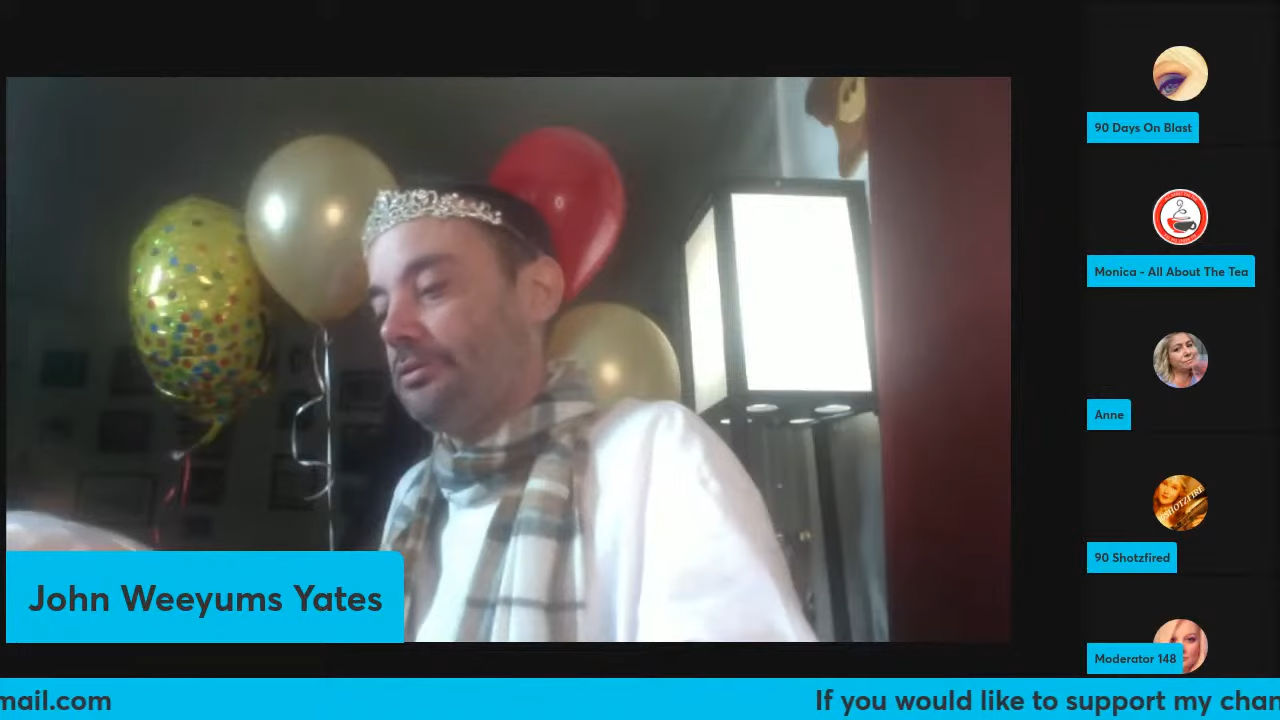 90 Days On Blast
Monica - All About The Tea
Anne
90 Shotzfired
Moderator 148
John Weeyums Yates
mail.com
If you would like to support my chan